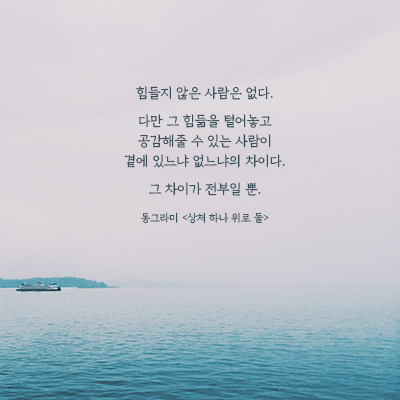 힘들지 않은 사람은 없다.
다만 그 힘듦을 털어놓고
공감해줄 수 있는 사람이
곁에 있느냐 없느냐의 차이다.
그 차이가 전부일 뿐.
동그라미 <상처 하나 위로 둘>